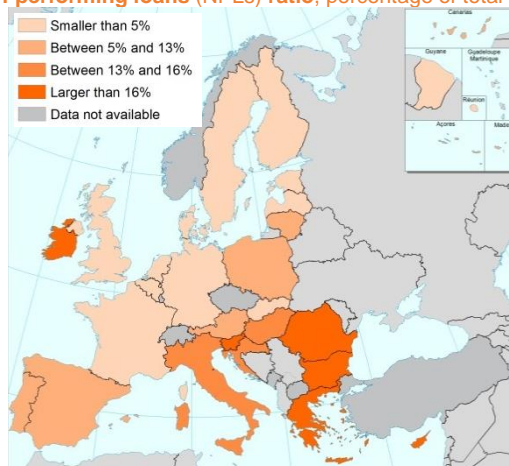 performing loans (NPLs) ratio, percentage of total
Smaller than 5%
Between 5% and 13%
Between 13% and 16%
Larger than 16%
Data not available
Canarias
Guyane
Guadeloupe
Martinique
Réunion
Açores